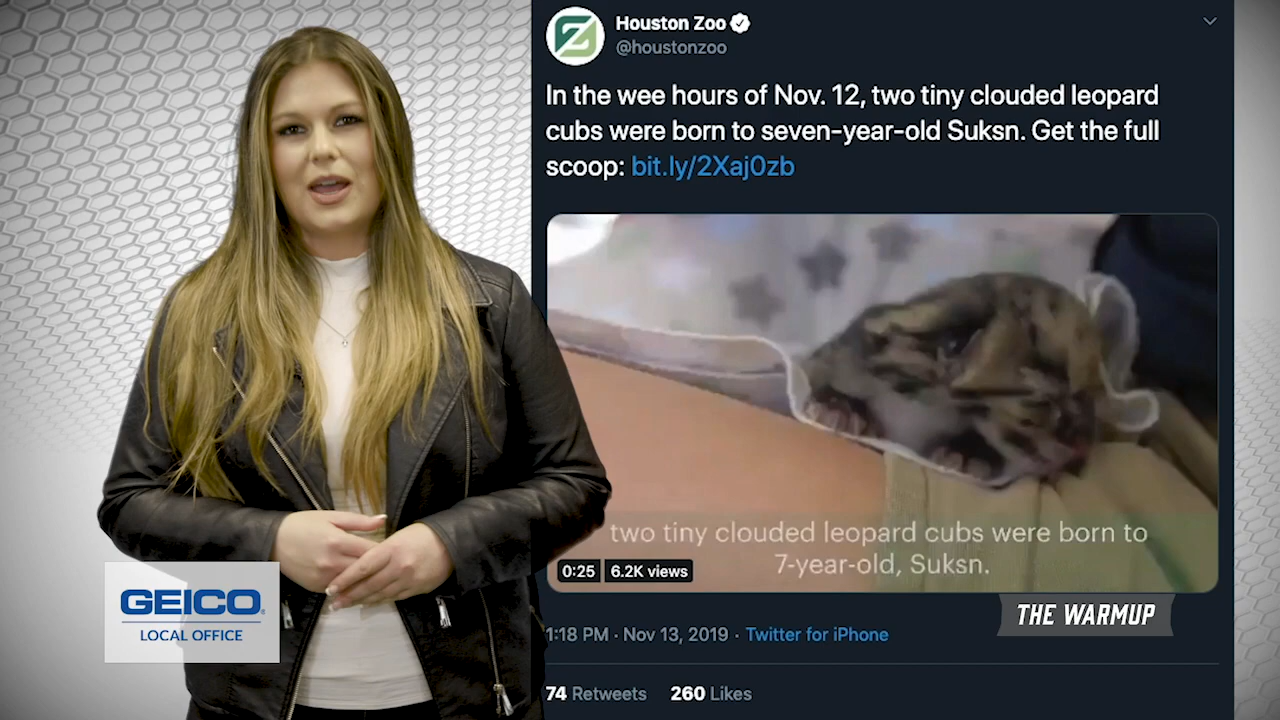 Houston Zoo
@houstonzoo
In the wee hours of Nov. 12, two tiny clouded leopard
cubs were born to seven-year-old Suksn. Get the full
scoop: bit.ly/2Xaj0zb
two tiny clouded leopard cubs were born to
7-year-old, Suksn.
0:25 6.2K views
GEICO
LOCAL OFFICE
THE WARMUP
1:18 PM · Nov 13, 2019 · Twitter for iPhone
74 Retweets 260 Likes